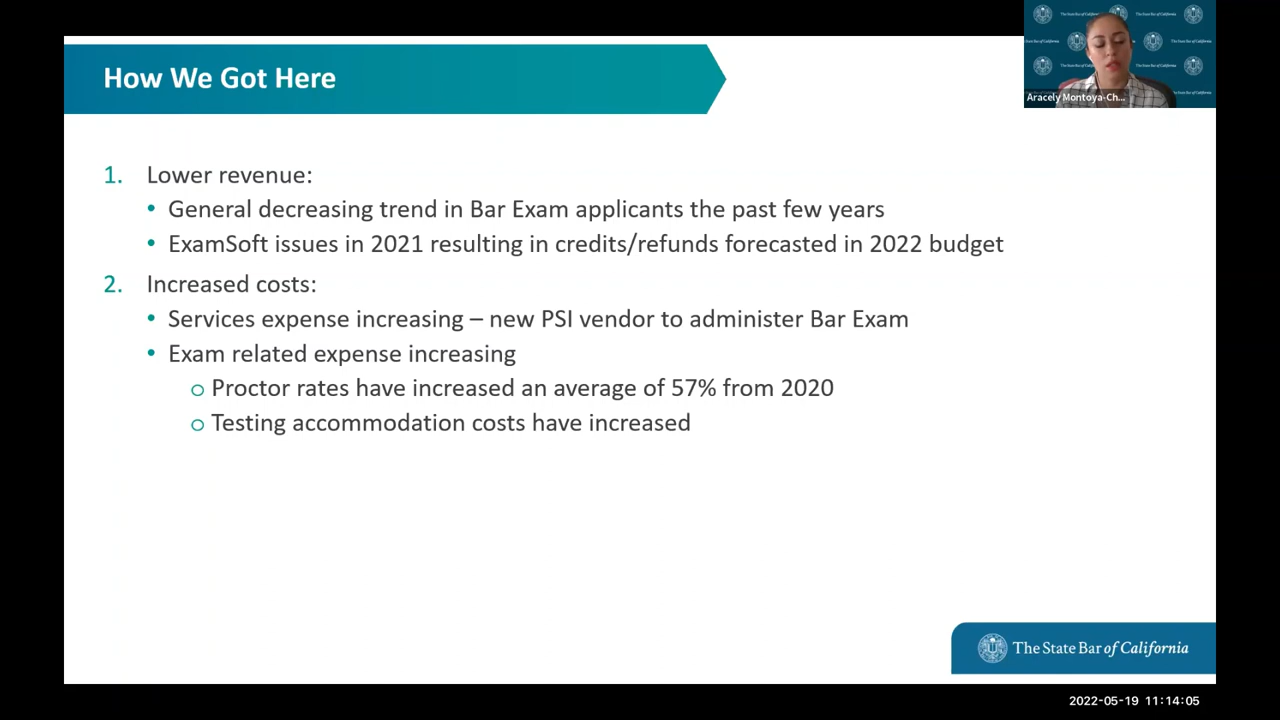 How We Got Here
1. Lower revenue:
• General decreasing trend in Bar Exam applicants the past few years
• ExamSoft issues in 2021 resulting in credits/refunds forecasted in 2022 budget
2. Increased costs:
• Services expense increasing – new PSI vendor to administer Bar Exam
• Exam related expense increasing
o Proctor rates have increased an average of 57% from 2020
o Testing accommodation costs have increased
The State Bar of California
Aracely Montoya-Ch...
2022-05-19 11:14:05